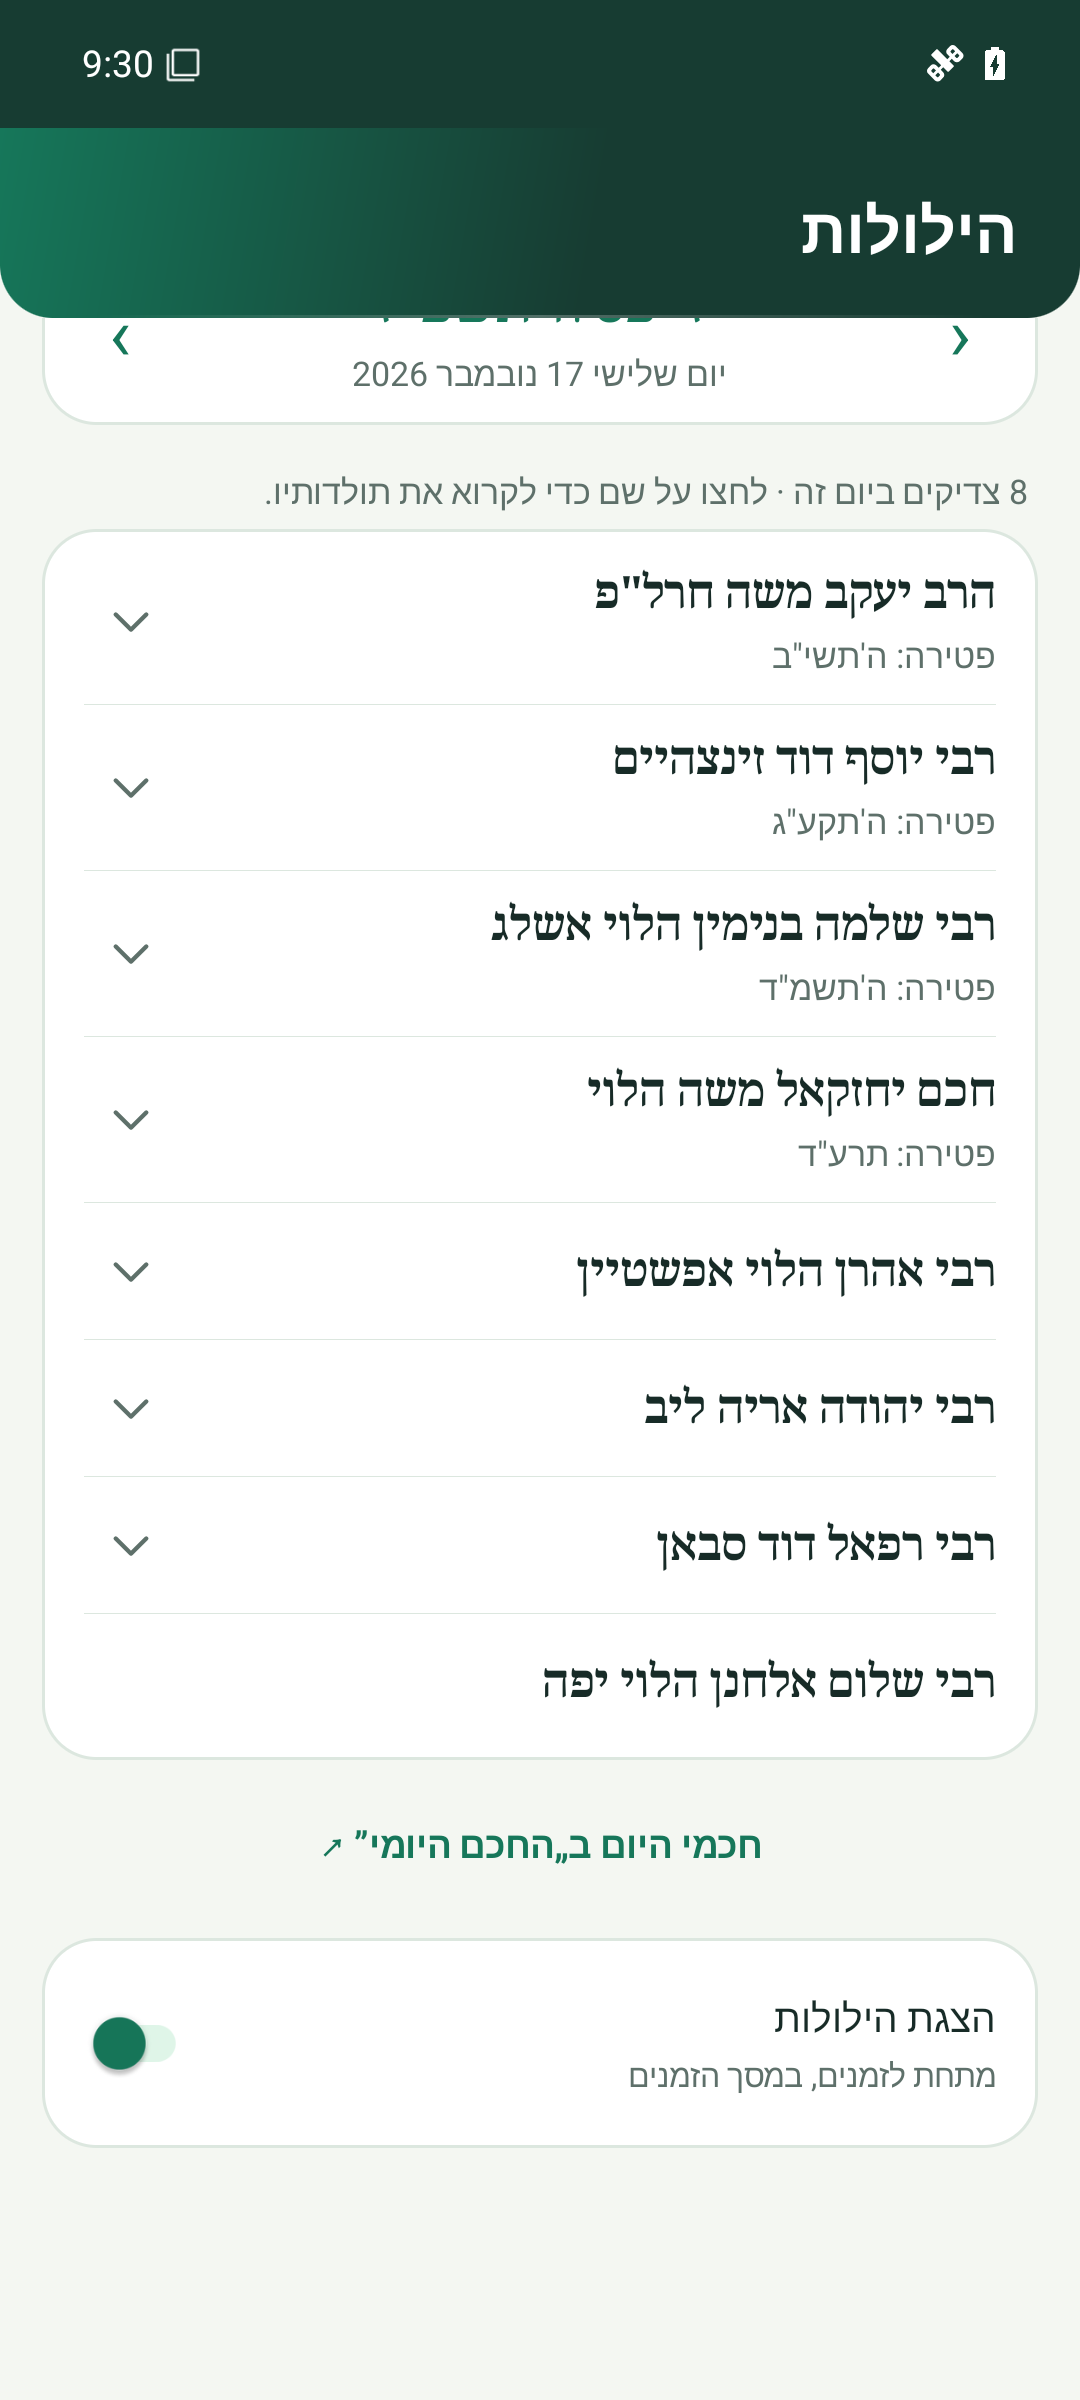 9:30
הילולות
יום שלישי 17 נובמבר 2026
8 צדיקים ביום זה · לחצו על שם כדי לקרוא את תולדותיו.
הרב יעקב משה חרל"פ
פטירה: ה'תשי"ב
רבי יוסף דוד זינצהיים
פטירה: ה'תקע"ג
רבי שלמה בנימין הלוי אשלג
פטירה: ה'תשמ"ד
חכם יחזקאל משה הלוי
פטירה: תרע"ד
רבי אהרן הלוי אפשטיין
רבי יהודה אריה ליב
רבי רפאל דוד סבאן
רבי שלום אלחנן הלוי יפה
חכמי היום ב„החכם היומי” ↗
הצגת הילולות
מתחת לזמנים, במסך הזמנים